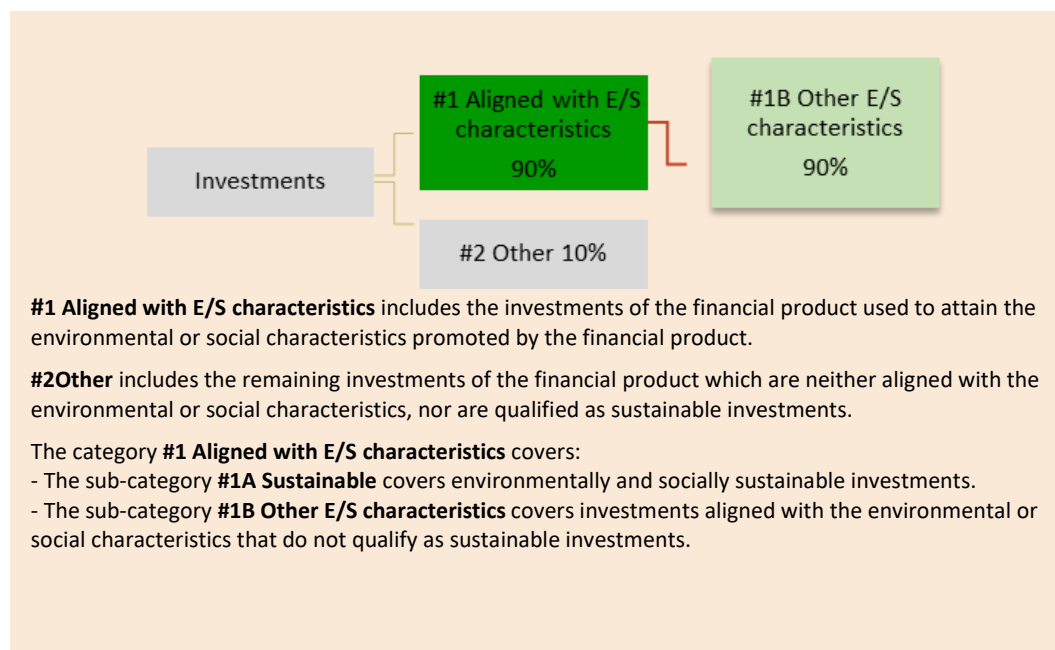 #1 Aligned with E/S
characteristics
90%
#1B Other E/S
characteristics
90%
Investments
#2 Other 10%
#1 Aligned with E/S characteristics includes the investments of the financial product used to attain the
environmental or social characteristics promoted by the financial product.
#2Other includes the remaining investments of the financial product which are neither aligned with the
environmental or social characteristics, nor are qualified as sustainable investments.
The category #1 Aligned with E/S characteristics covers:
- The sub-category #1A Sustainable covers environmentally and socially sustainable investments.
- The sub-category #1B Other E/S characteristics covers investments aligned with the environmental or
social characteristics that do not qualify as sustainable investments.